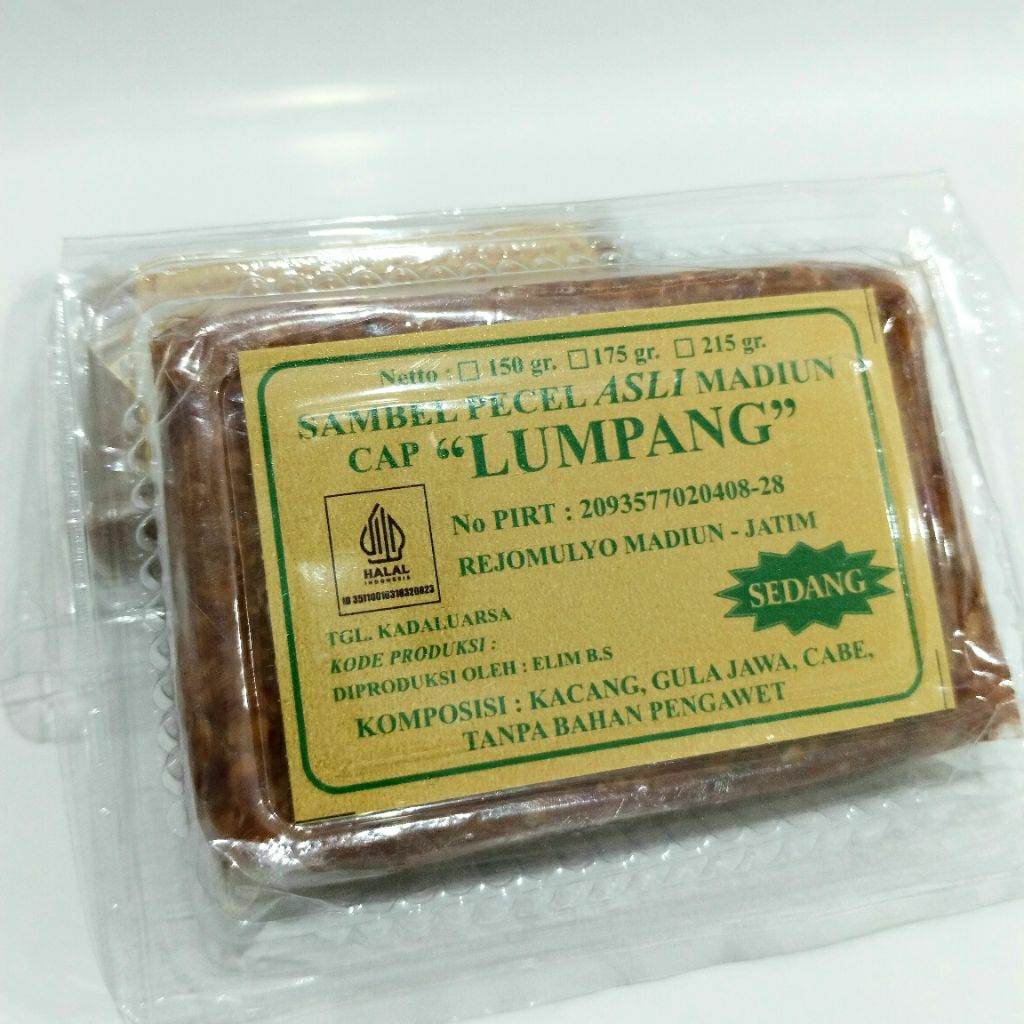 Netto : ☐ 150 gr. ☐ 175 gr. ☐ 215 gr.
SAMBEL PECEL ASLI MADIUN
CAP “LUMPANG”
No PIRT : 2093577020408-28
REJOMULYO MADIUN - JATIM
HALAL
INDONESIA
ID 35110016318320823
SEDANG
TGL. KADALUARSA
KODE PRODUKSI :
DIPRODUKSI OLEH : ELIM B.S
KOMPOSISI : KACANG, GULA JAWA, CABE,
TANPA BAHAN PENGAWET